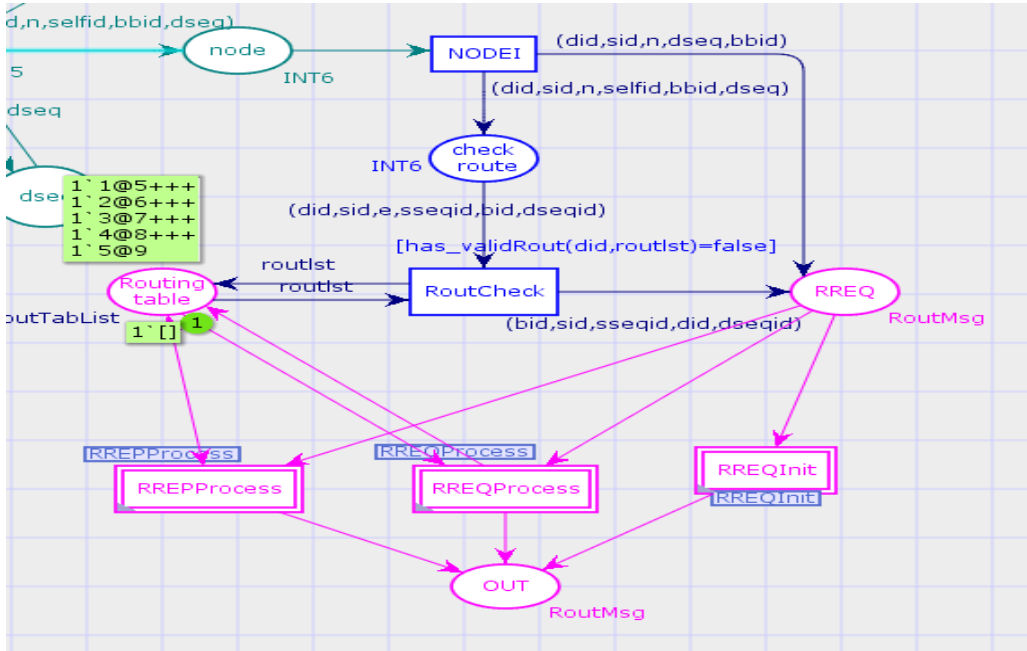 d,n,selfid,bbid,dseq)
node
INT6
5
dseq
NODEI
(did,sid,n,dseq,bbid)
(did,sid,n,selfid,bbid,dseq)
check
route
INT6
dse
1`1@5+++
1`2@6+++
1`3@7+++
1`4@8+++
1`5@9
(did,sid,e,sseqid,bid,dseqid)
[has_validRout(did,routlst)=false]
routlst
routlst
Routing
table
RoutCheck
RREQ
RoutMsg
(bid,sid,sseqid,did,dseqid)
outTabList
1`[]
1
RREPProcess
RREPProcess
RREQProcess
RREQProcess
RREQInit
RREQInit
OUT
RoutMsg